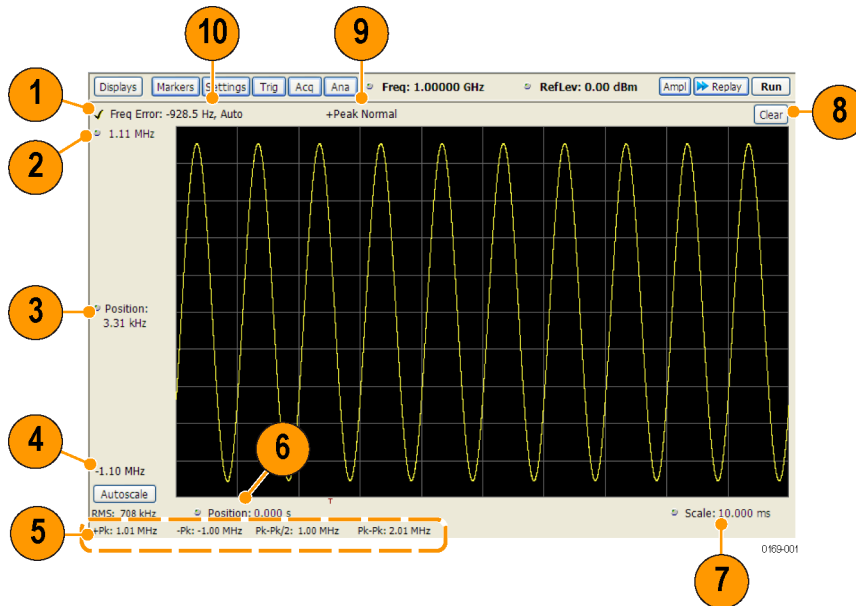 10
9
Displays Markers Settings Trig Acq Ana Freq: 1.00000 GHz RefLev: 0.00 dBm Ampl Replay Run
1
Freq Error: -928.5 Hz, Auto +Peak Normal Clear
8
2
1.11 MHz
3
Position:
3.31 kHz
4
6
-1.10 MHz
Autoscale
T
RMS: 708 kHz Position: 0.000 s Scale: 10.000 ms
5
+Pk: 1.01 MHz -Pk: -1.00 MHz Pk-Pk/2: 1.00 MHz Pk-Pk: 2.01 MHz
0169-001
7